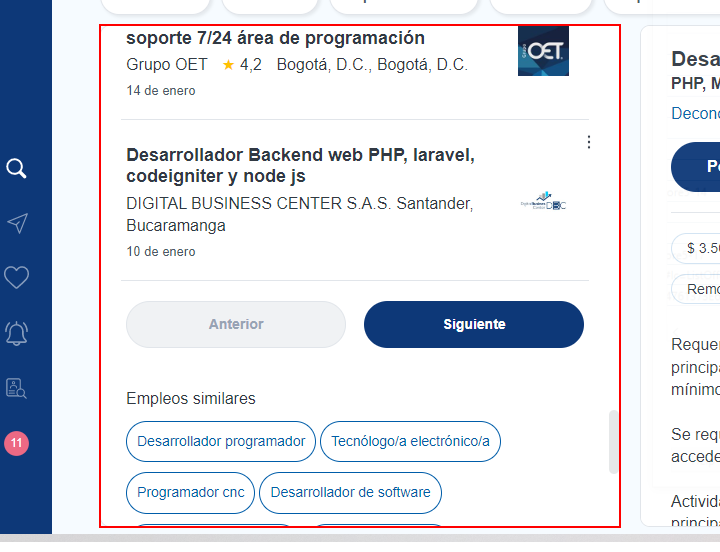 soporte 7/24 área de programación
Grupo OET ★ 4,2 Bogotá, D.C., Bogotá, D.C.
14 de enero
Grupo OET
Desarrollador Backend web PHP, laravel,
codeigniter y node js
DIGITAL BUSINESS CENTER S.A.S. Santander,
Bucaramanga
10 de enero
Anterior
Siguiente
Empleos similares
Desarrollador programador
Tecnólogo/a electrónico/a
Programador cnc
Desarrollador de software
11
Desa
PHP, M
Decono
$ 3.50
Remo
Requer
principa
mínimo
Se requ
accede
Activida
principa